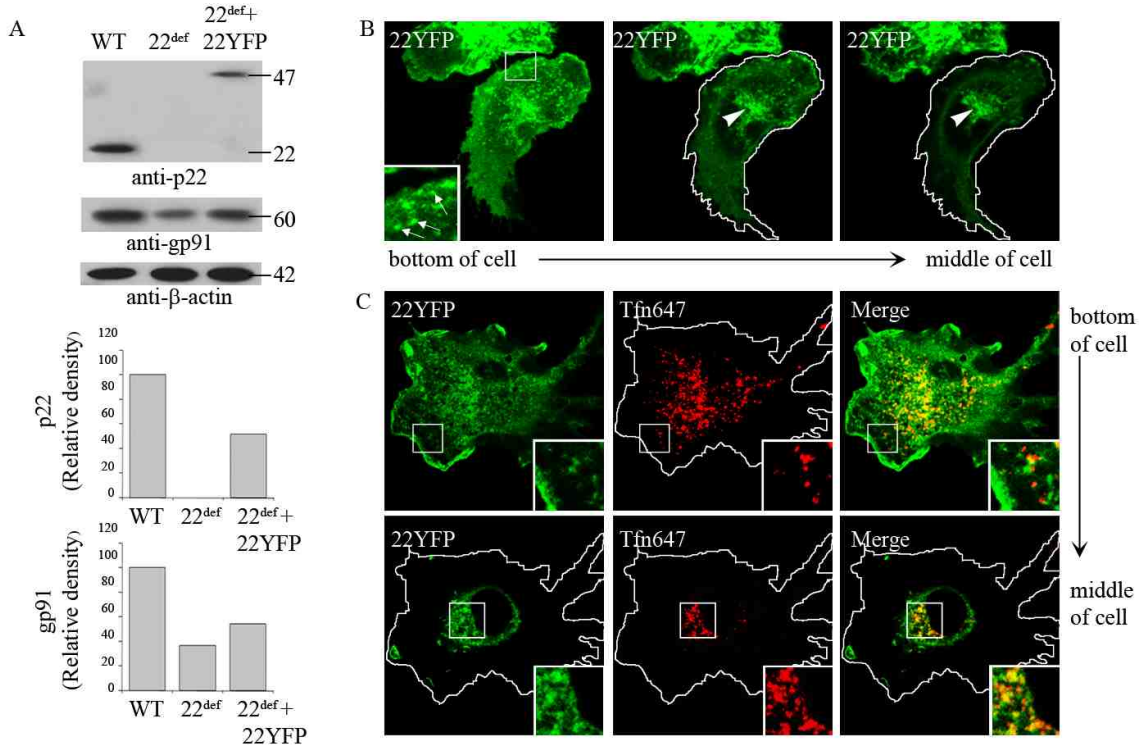 A
WT 22ᵈᵉᶠ 22ᵈᵉᶠ+ 22YFP
47
22
anti-p22
60
anti-gp91
42
anti-β-actin
p22 (Relative density)
120
100
80
60
40
20
0
WT 22ᵈᵉᶠ 22ᵈᵉᶠ+ 22YFP
gp91 (Relative density)
120
100
80
60
40
20
0
WT 22ᵈᵉᶠ 22ᵈᵉᶠ+ 22YFP
B
22YFP 22YFP 22YFP
bottom of cell middle of cell
C
22YFP Tfn647 Merge
bottom
of cell
22YFP Tfn647 Merge
middle
of cell